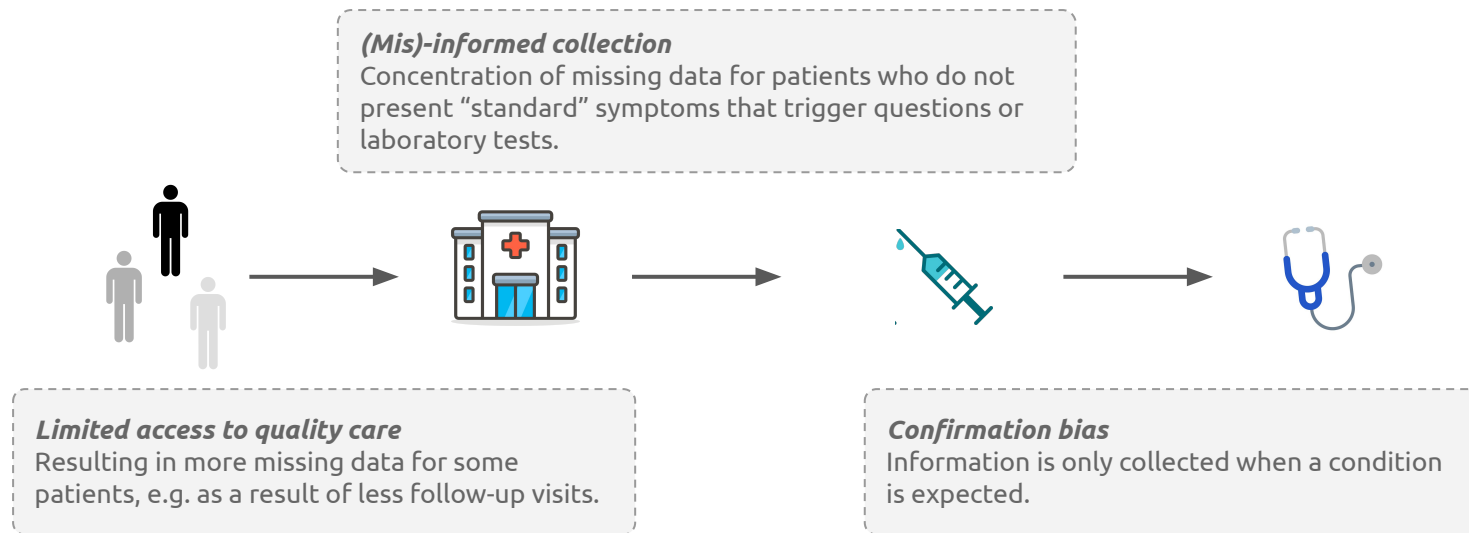 (Mis)-informed collection
Concentration of missing data for patients who do not
present “standard” symptoms that trigger questions or
laboratory tests.
Limited access to quality care
Resulting in more missing data for some
patients, e.g. as a result of less follow-up visits.
Confirmation bias
Information is only collected when a condition
is expected.